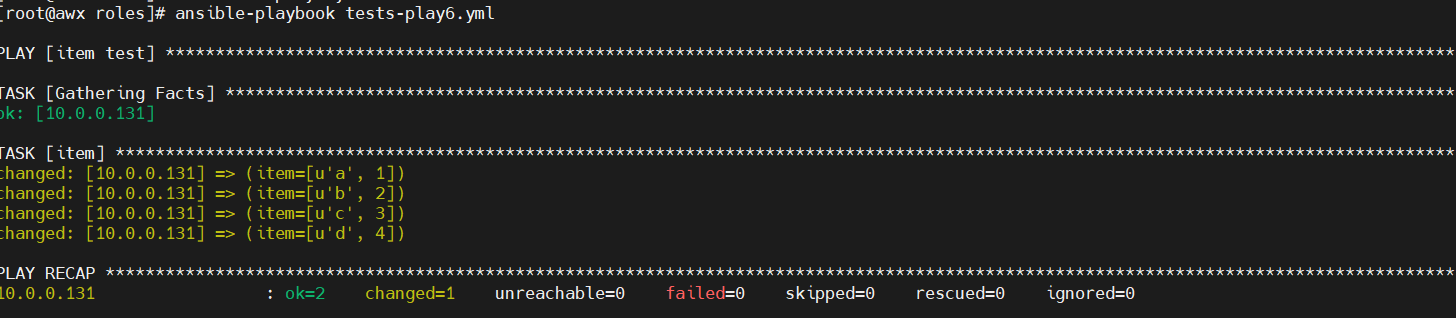 [root@awx roles]# ansible-playbook tests-play6.yml
PLAY [item test] *********************************************************************************************************************************
TASK [Gathering Facts] ***************************************************************************************************************************
ok: [10.0.0.131]
TASK [item] **************************************************************************************************************************************
changed: [10.0.0.131] => (item=[u'a', 1])
changed: [10.0.0.131] => (item=[u'b', 2])
changed: [10.0.0.131] => (item=[u'c', 3])
changed: [10.0.0.131] => (item=[u'd', 4])
PLAY RECAP ***************************************************************************************************************************************
10.0.0.131                 : ok=2    changed=1    unreachable=0    failed=0    skipped=0    rescued=0    ignored=0